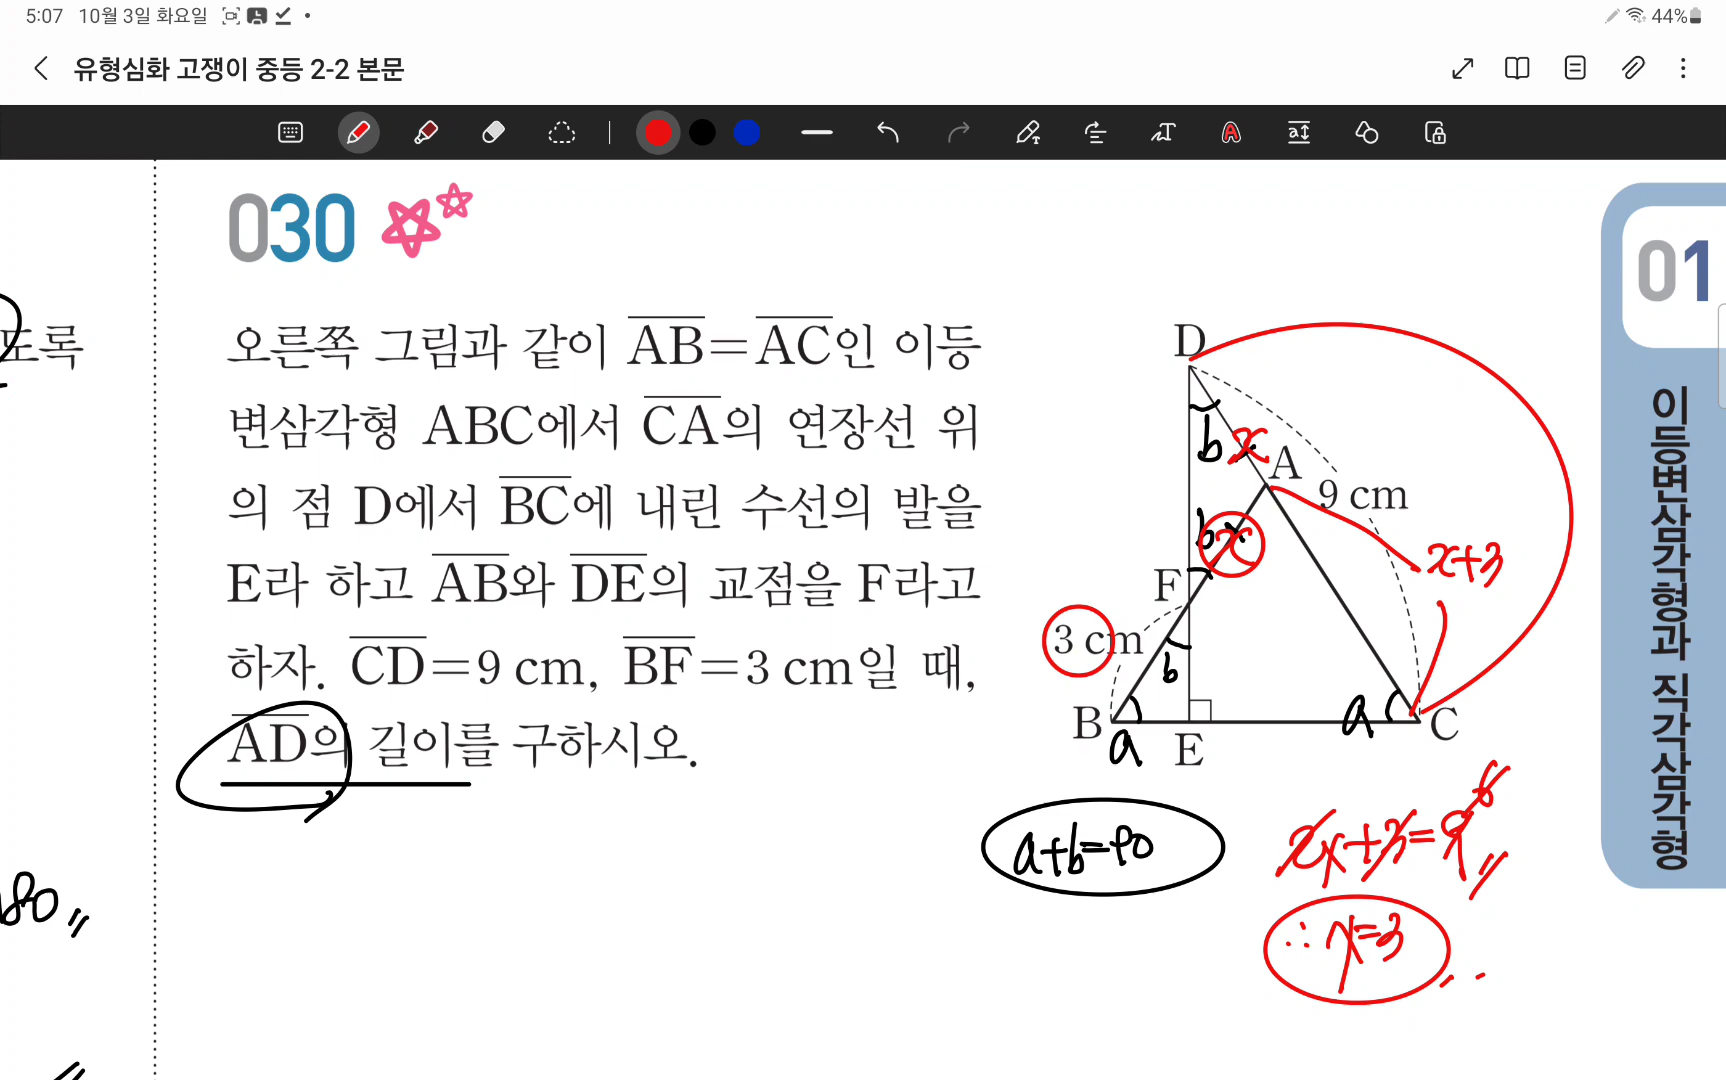 5:07 10월 3일 화요일
44%
유형심화 고쟁이 중등 2-2 본문
030
도록
오른쪽 그림과 같이 AB=AC인 이등
변삼각형 ABC에서 CA의 연장선 위
의 점 D에서 BC에 내린 수선의 발을
E라 하고 AB와 DE의 교점을 F라고
하자. CD=9 cm, BF=3 cm일 때,
AD의 길이를 구하시오.
D
b x
A
9 cm
b x
x+3
F
3 cm
b
B
a
E
a
C
a+b=90
2x+3=9 6
∴ x=3
80
01
이등변삼각형과 직각삼각형